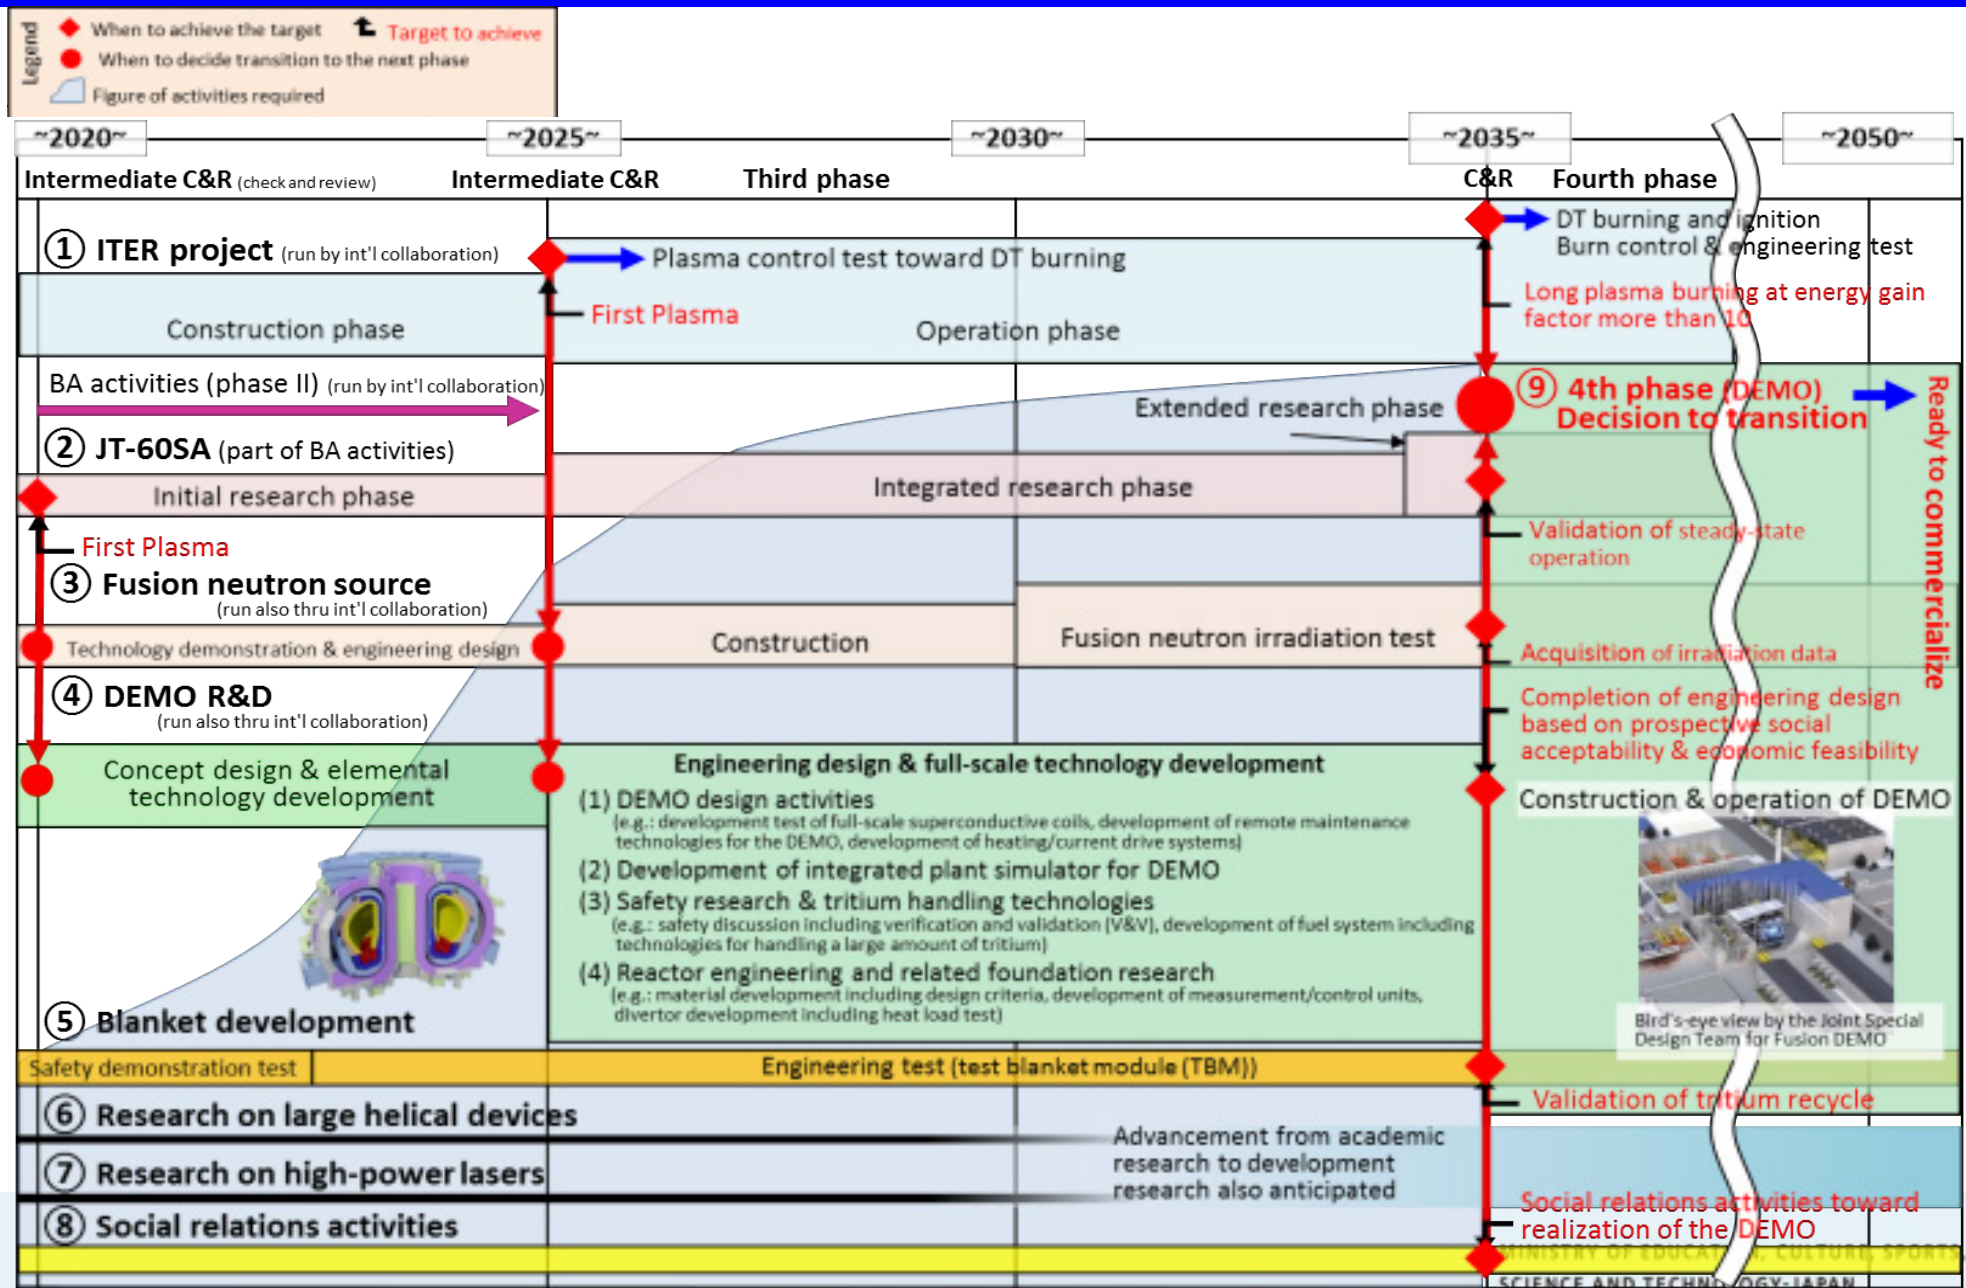 Legend
When to achieve the target
Target to achieve
When to decide transition to the next phase
Figure of activities required
~2020~
~2025~
~2030~
~2035~
~2050~
Intermediate C&R (check and review)
Intermediate C&R
Third phase
C&R
Fourth phase
① ITER project (run by int'l collaboration)
Plasma control test toward DT burning
DT burning and ignition
Burn control & engineering test
First Plasma
Long plasma burning at energy gain
factor more than 10
Construction phase
Operation phase
BA activities (phase II) (run by int'l collaboration)
Extended research phase
⑨ 4th phase (DEMO)
Decision to transition
Ready to commercialize
② JT-60SA (part of BA activities)
Initial research phase
Integrated research phase
First Plasma
Validation of steady-state
operation
③ Fusion neutron source
(run also thru int'l collaboration)
Technology demonstration & engineering design
Construction
Fusion neutron irradiation test
Acquisition of irradiation data
④ DEMO R&D
(run also thru int'l collaboration)
Completion of engineering design
based on prospective social
acceptability & economic feasibility
Concept design & elemental
technology development
Engineering design & full-scale technology development
(1) DEMO design activities
(e.g.: development test of full-scale superconductive coils, development of remote maintenance
technologies for the DEMO, development of heating/current drive systems)
(2) Development of integrated plant simulator for DEMO
(3) Safety research & tritium handling technologies
(e.g.: safety discussion including verification and validation (V&V), development of fuel system including
technologies for handling a large amount of tritium)
(4) Reactor engineering and related foundation research
(e.g.: material development including design criteria, development of measurement/control units,
divertor development including heat load test)
Construction & operation of DEMO
Bird's-eye view by the Joint Special
Design Team for Fusion DEMO
⑤ Blanket development
Safety demonstration test
Engineering test (test blanket module (TBM))
Validation of tritium recycle
⑥ Research on large helical devices
Advancement from academic
research to development
research also anticipated
⑦ Research on high-power lasers
Social relations activities toward
realization of the DEMO
⑧ Social relations activities
MINISTRY OF EDUCATION, CULTURE, SPORTS,
SCIENCE AND TECHNOLOGY-JAPAN